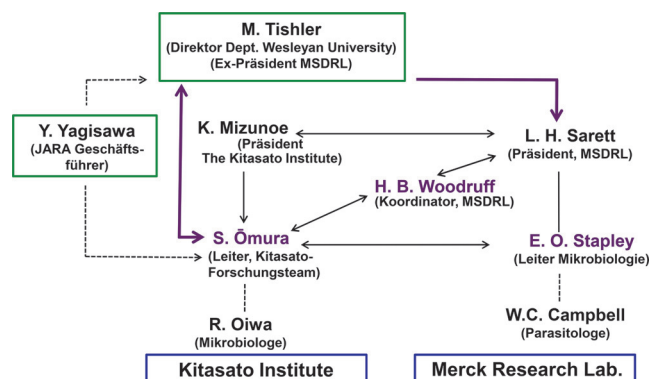 M. Tishler
(Direktor Dept. Wesleyan University)
(Ex-Präsident MSDRL)
Y. Yagisawa
(JARA Geschäfts-
führer)
K. Mizunoe
(Präsident
The Kitasato Institute)
L. H. Sarett
(Präsident, MSDRL)
H. B. Woodruff
(Koordinator, MSDRL)
S. Ōmura
(Leiter, Kitasato-
Forschungsteam)
E. O. Stapley
(Leiter Mikrobiologie)
R. Oiwa
(Mikrobiologe)
W.C. Campbell
(Parasitologe)
Kitasato Institute
Merck Research Lab.